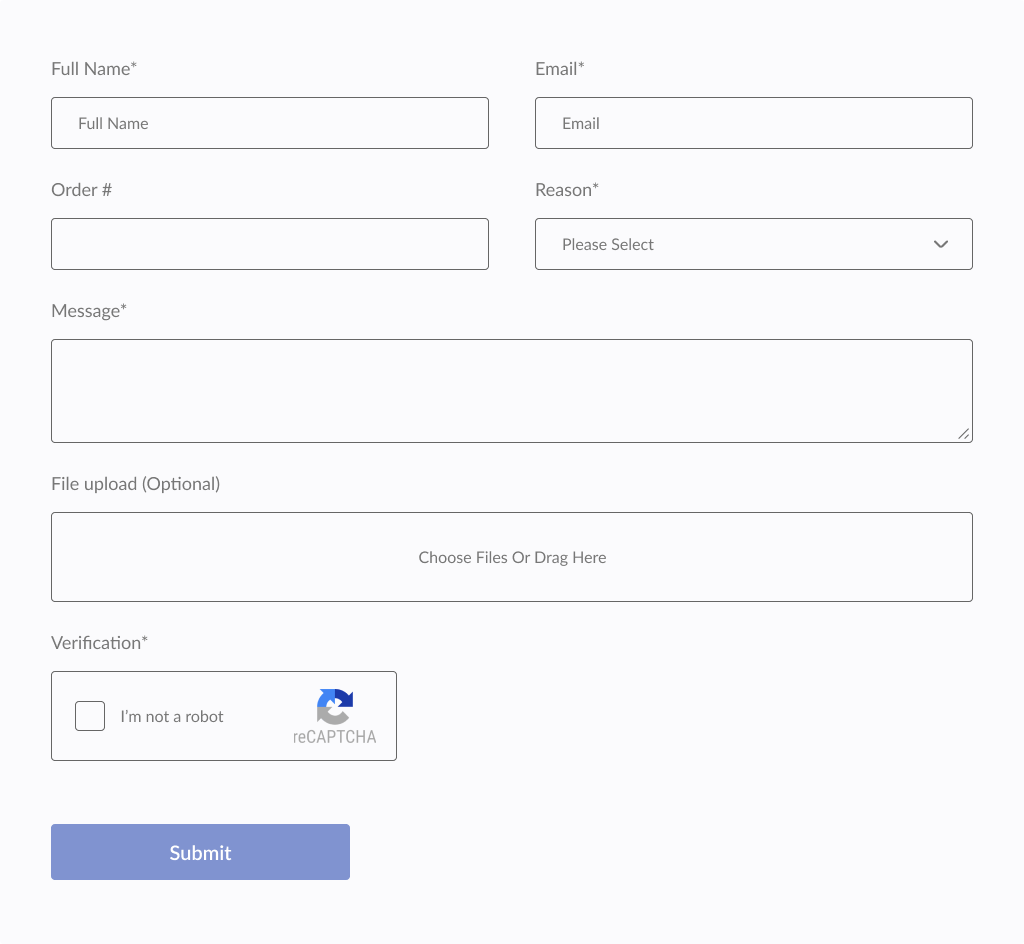 Full Name*
Email*
Full Name
Email
Order #
Reason*
Please Select
Message*
File upload (Optional)
Choose Files Or Drag Here
Verification*
I'm not a robot
reCAPTCHA
Submit